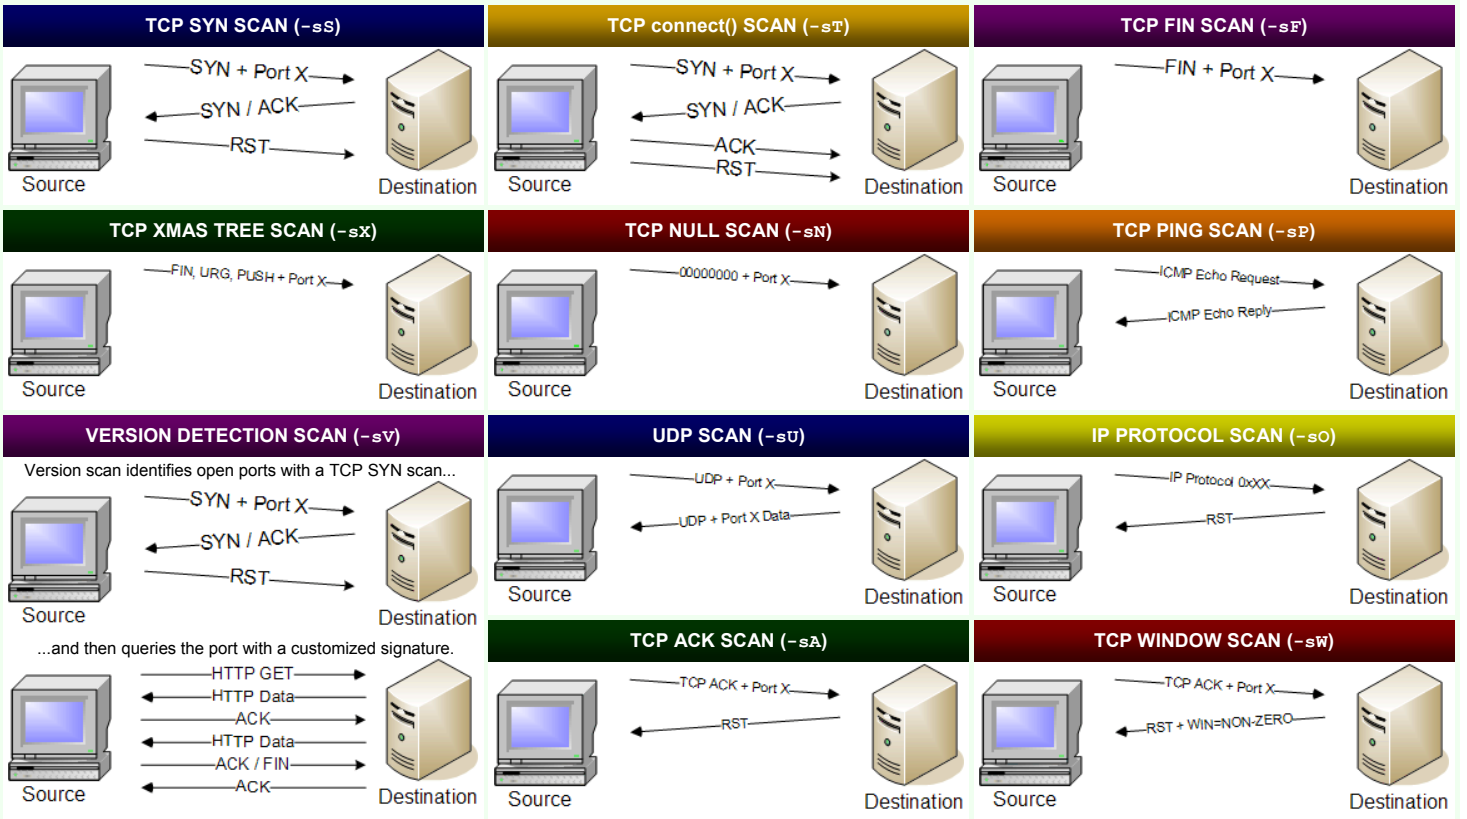 TCP SYN SCAN (-sS)
SYN + Port X
SYN / ACK
RST
Source
Destination
TCP connect() SCAN (-sT)
SYN + Port X
SYN / ACK
ACK
RST
Source
Destination
TCP FIN SCAN (-sF)
FIN + Port X
Source
Destination
TCP XMAS TREE SCAN (-sX)
FIN, URG, PUSH + Port X
Source
Destination
TCP NULL SCAN (-sN)
00000000 + Port X
Source
Destination
TCP PING SCAN (-sP)
ICMP Echo Request
ICMP Echo Reply
Source
Destination
VERSION DETECTION SCAN (-sV)
Version scan identifies open ports with a TCP SYN scan...
SYN + Port X
SYN / ACK
RST
Source
Destination
...and then queries the port with a customized signature.
HTTP GET
HTTP Data
ACK
HTTP Data
ACK / FIN
ACK
Source
Destination
UDP SCAN (-sU)
UDP + Port X
UDP + Port X Data
Source
Destination
IP PROTOCOL SCAN (-sO)
IP Protocol 0xXX
RST
Source
Destination
TCP ACK SCAN (-sA)
TCP ACK + Port X
RST
Source
Destination
TCP WINDOW SCAN (-sW)
TCP ACK + Port X
RST + WIN=NON-ZERO
Source
Destination